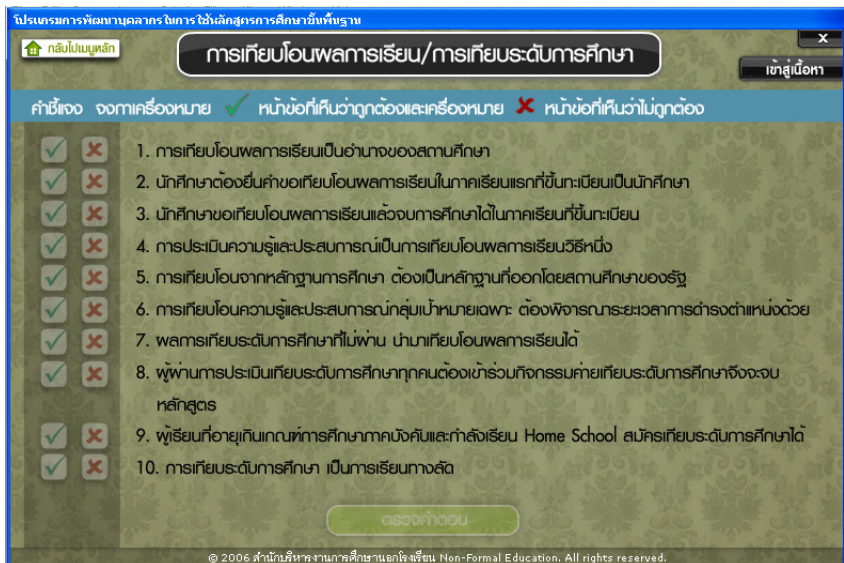 โปรแกรมการพัฒนาบุคลากรในการใช้หลักสูตรการศึกษาขั้นพื้นฐาน
กลับไปเมนูหลัก
การเทียบโอนผลการเรียน/การเทียบระดับการศึกษา
x
เข้าสู่เนื้อหา
คำชี้แจง จงกาเครื่องหมาย ✓ หน้าข้อที่เห็นว่าถูกต้องและเครื่องหมาย ✗ หน้าข้อที่เห็นว่าไม่ถูกต้อง
1. การเทียบโอนผลการเรียนเป็นอำนาจของสถานศึกษา
2. นักศึกษาต้องยื่นคำขอเทียบโอนผลการเรียนในภาคเรียนแรกที่ขึ้นทะเบียนเป็นนักศึกษา
3. นักศึกษาขอเทียบโอนผลการเรียนแล้วจบการศึกษาได้ในภาคเรียนที่ขึ้นทะเบียน
4. การประเมินความรู้และประสบการณ์เป็นการเทียบโอนผลการเรียนวิธีหนึ่ง
5. การเทียบโอนจากหลักฐานการศึกษา ต้องเป็นหลักฐานที่ออกโดยสถานศึกษาของรัฐ
6. การเทียบโอนความรู้และประสบการณ์กลุ่มเป้าหมายเฉพาะ ต้องพิจารณาระยะเวลาการดำรงตำแหน่งด้วย
7. ผลการเทียบระดับการศึกษาที่ไม่ผ่าน นำมาเทียบโอนผลการเรียนได้
8. ผู้ผ่านการประเมินเทียบระดับการศึกษาทุกคนต้องเข้าร่วมกิจกรรมค่ายเทียบระดับการศึกษาจึงจะจบ
หลักสูตร
9. ผู้เรียนที่อายุเกินเกณฑ์การศึกษาภาคบังคับและกำลังเรียน Home School สมัครเทียบระดับการศึกษาได้
10. การเทียบระดับการศึกษา เป็นการเรียนทางลัด
ตรวจคำตอบ
© 2006 สำนักบริหารงานการศึกษานอกโรงเรียน Non-Formal Education. All rights reserved.